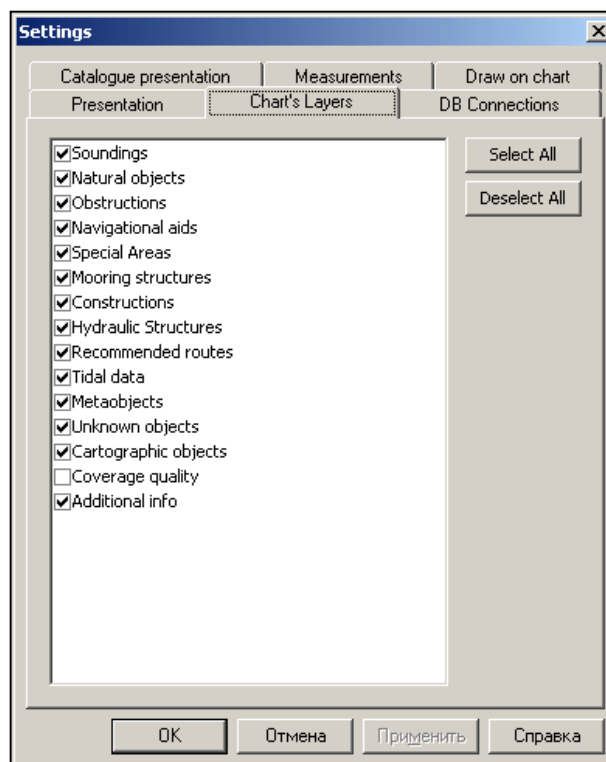 Settings
Catalogue presentation Measurements Draw on chart
Presentation Chart's Layers DB Connections
Soundings
Natural objects
Obstructions
Navigational aids
Special Areas
Mooring structures
Constructions
Hydraulic Structures
Recommended routes
Tidal data
Metaobjects
Unknown objects
Cartographic objects
Coverage quality
Additional info
Select All
Deselect All
OK Отмена Применить Справка